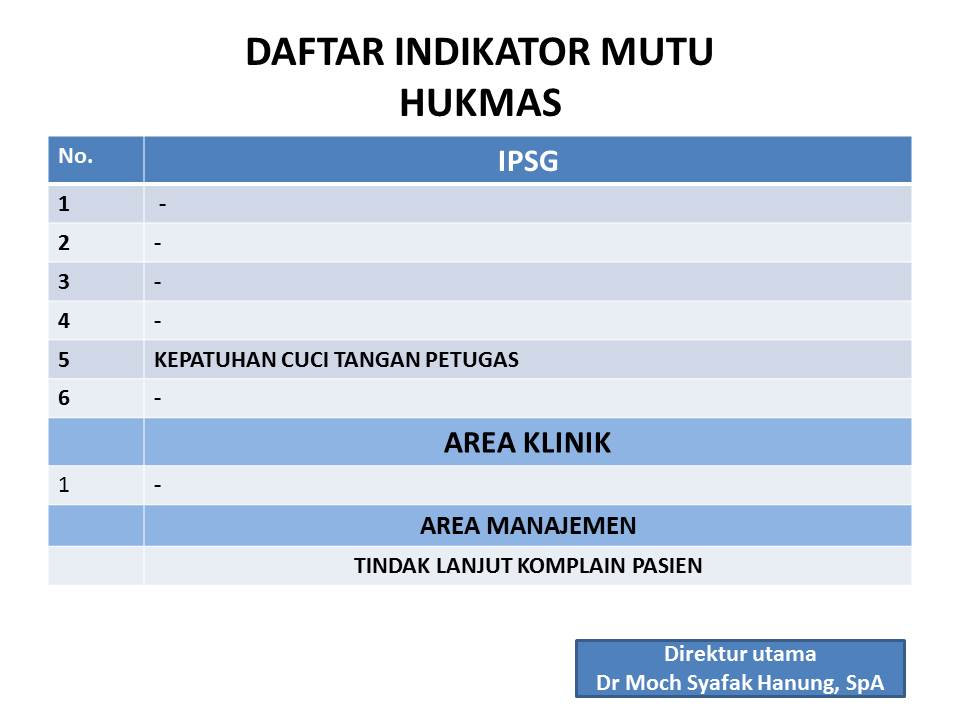 DAFTAR INDIKATOR MUTU
HUKMAS
No. IPSG
1 -
2 -
3 -
4 -
5 KEPATUHAN CUCI TANGAN PETUGAS
6 -
AREA KLINIK
1 -
AREA MANAJEMEN
TINDAK LANJUT KOMPLAIN PASIEN
Direktur utama
Dr Moch Syafak Hanung, SpA